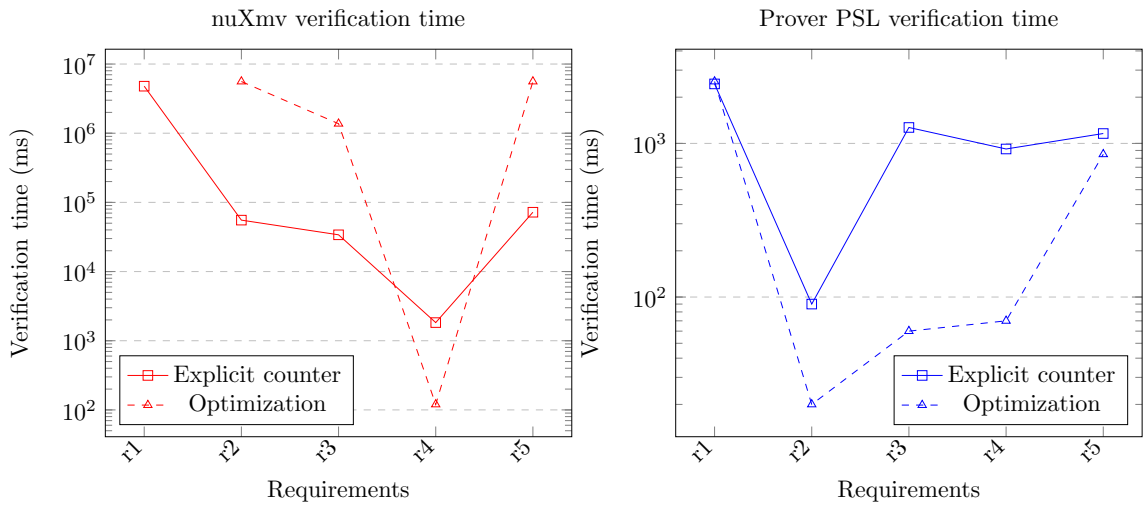 nuXmv verification time
Verification time (ms)
10^7
10^6
10^5
10^4
10^3
10^2
Explicit counter
Optimization
r1
r2
r3
r4
r5
Requirements
Prover PSL verification time
Verification time (ms)
10^3
10^2
Explicit counter
Optimization
r1
r2
r3
r4
r5
Requirements